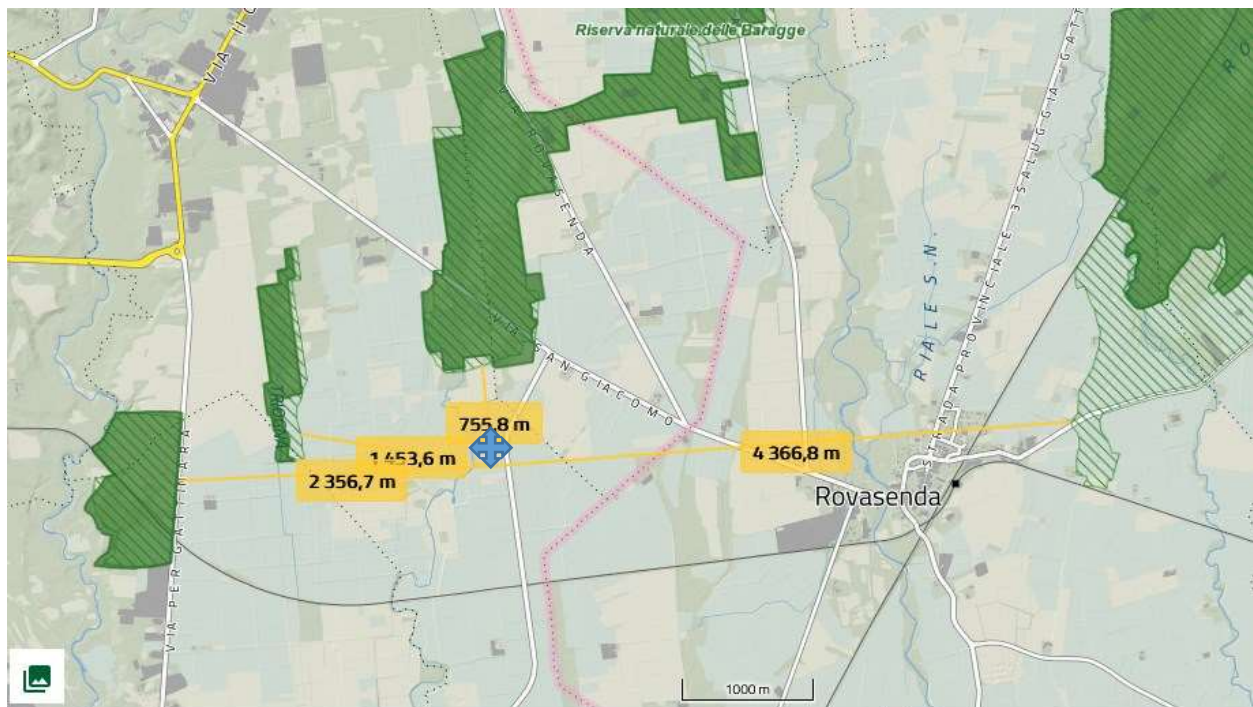 Riserva naturale delle Baragge
VIA ROVASENDA
STRADA PROVINCIALE 3 SALUGGIA-GATT
RIALE S.N.
VIA SAN GIACOMO
755,8 m
1 453,6 m
2 356,7 m
4 366,8 m
Rovasenda
VIA PER GATTINARA
1000 m